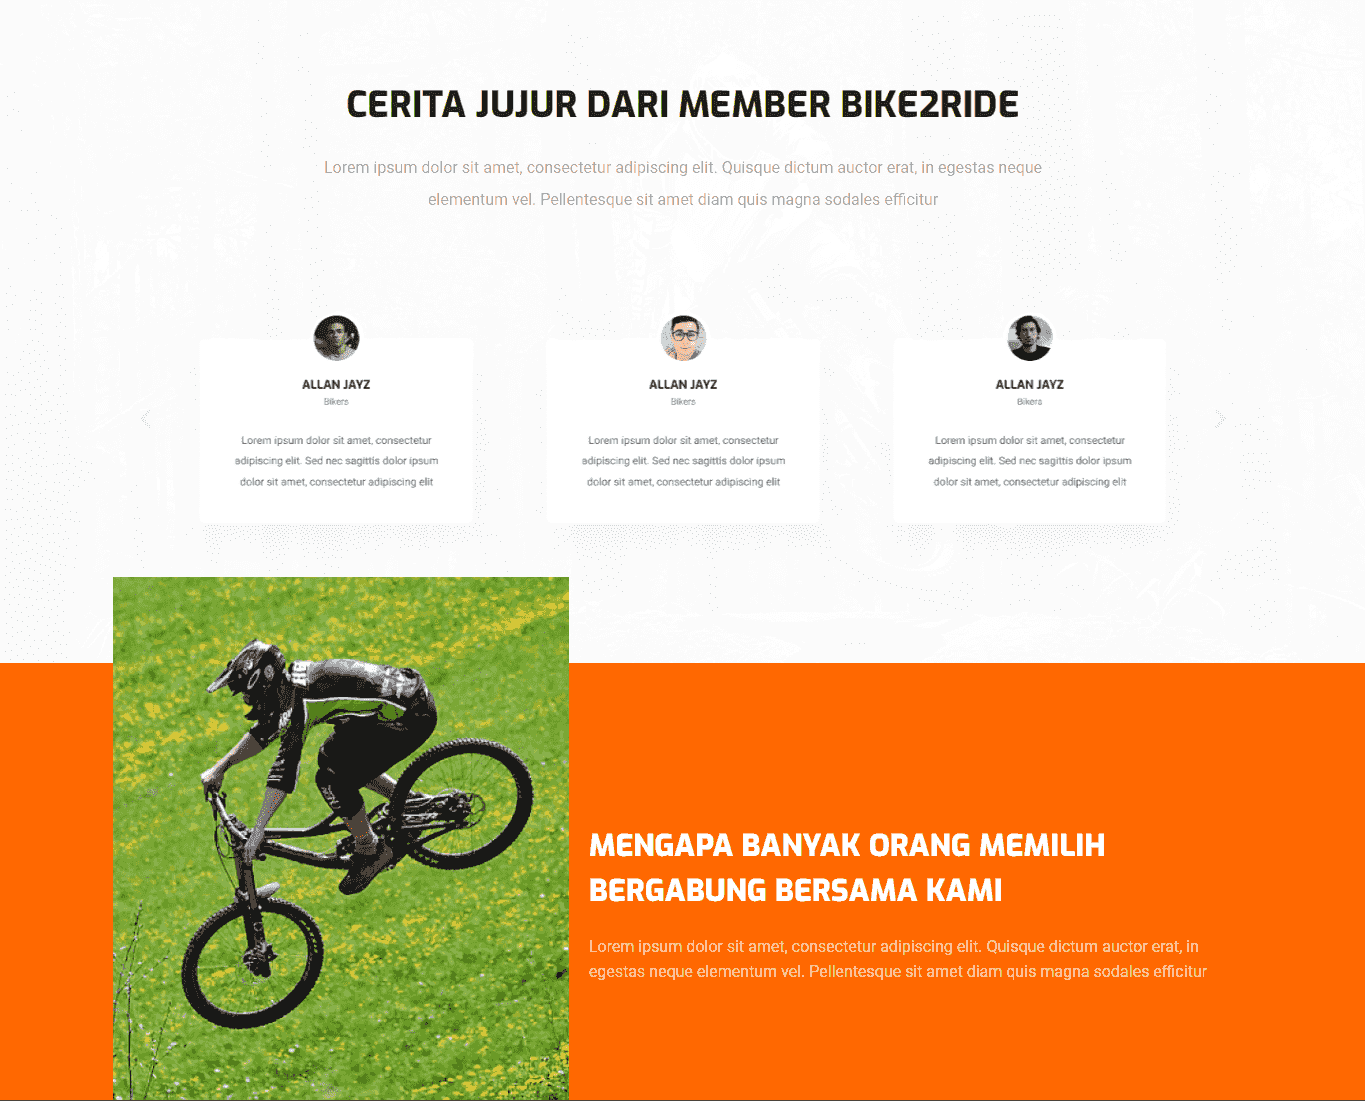 CERITA JUJUR DARI MEMBER BIKE2RIDE
Lorem ipsum dolor sit amet, consectetur adipiscing elit. Quisque dictum auctor erat, in egestas neque
elementum vel. Pellentesque sit amet diam quis magna sodales efficitur
ALLAN JAYZ
Bikers
Lorem ipsum dolor sit amet, consectetur
adipiscing elit. Sed nec sagittis dolor ipsum
dolor sit amet, consectetur adipiscing elit
ALLAN JAYZ
Bikers
Lorem ipsum dolor sit amet, consectetur
adipiscing elit. Sed nec sagittis dolor ipsum
dolor sit amet, consectetur adipiscing elit
ALLAN JAYZ
Bikers
Lorem ipsum dolor sit amet, consectetur
adipiscing elit. Sed nec sagittis dolor ipsum
dolor sit amet, consectetur adipiscing elit
MENGAPA BANYAK ORANG MEMILIH
BERGABUNG BERSAMA KAMI
Lorem ipsum dolor sit amet, consectetur adipiscing elit. Quisque dictum auctor erat, in
egestas neque elementum vel. Pellentesque sit amet diam quis magna sodales efficitur